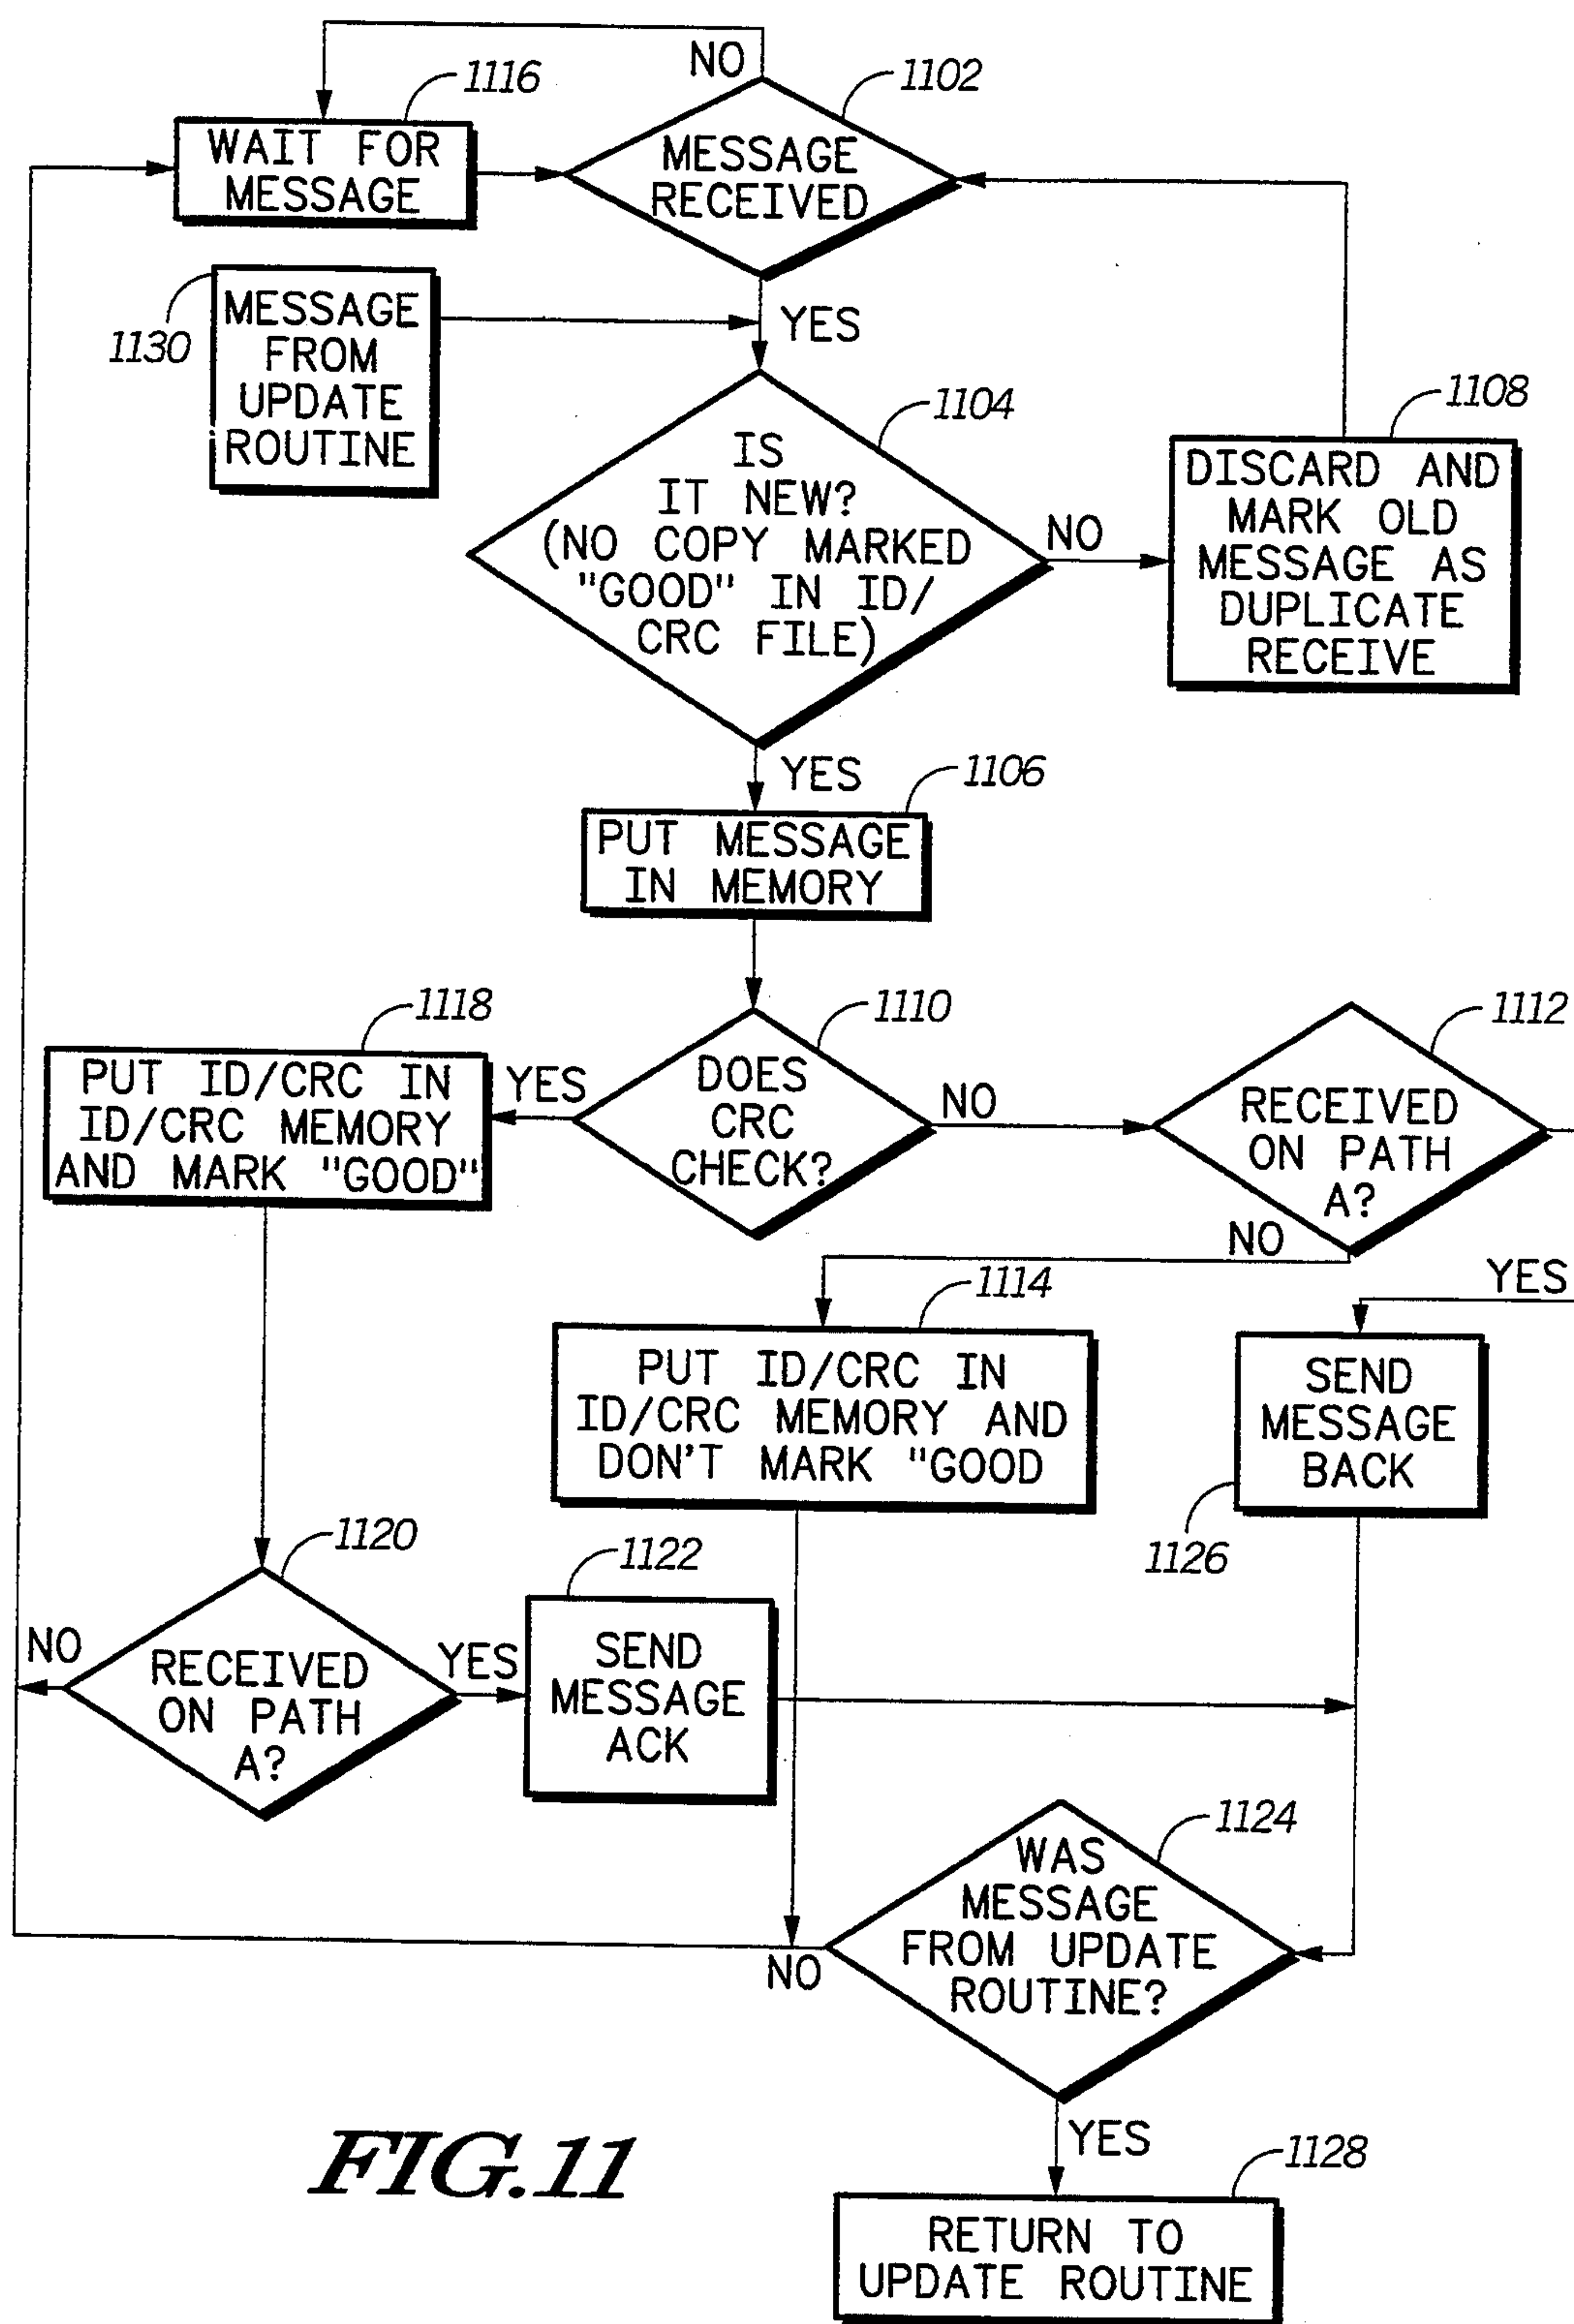 NO
1116
1102
WAIT FOR
MESSAGE
MESSAGE
RECEIVED
1130
MESSAGE
FROM
UPDATE
ROUTINE
YES
1104
IS
IT NEW?
(NO COPY MARKED
"GOOD" IN ID/
CRC FILE)
NO
1108
DISCARD AND
MARK OLD
MESSAGE AS
DUPLICATE
RECEIVE
YES
1106
PUT MESSAGE
IN MEMORY
1118
PUT ID/CRC IN
ID/CRC MEMORY
AND MARK "GOOD"
YES
1110
DOES
CRC
CHECK?
NO
1112
RECEIVED
ON PATH
A?
NO
YES
1114
PUT ID/CRC IN
ID/CRC MEMORY AND
DON'T MARK "GOOD
SEND
MESSAGE
BACK
1126
1120
NO
RECEIVED
ON PATH
A?
YES
1122
SEND
MESSAGE
ACK
1124
WAS
MESSAGE
FROM UPDATE
ROUTINE?
NO
YES
1128
RETURN TO
UPDATE ROUTINE
FIG.11